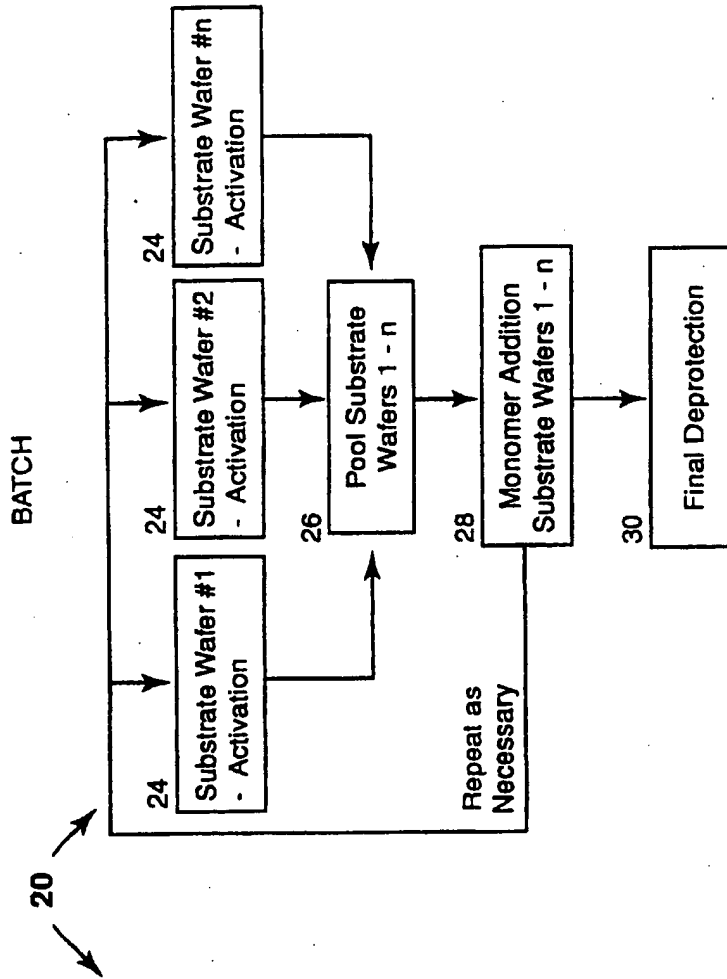 BATCH
20
24
Substrate Wafer #1
- Activation
24
Substrate Wafer #2
- Activation
24
Substrate Wafer #n
- Activation
26
Pool Substrate
Wafers 1 - n
28
Monomer Addition
Substrate Wafers 1 - n
Repeat as
Necessary
30
Final Deprotection